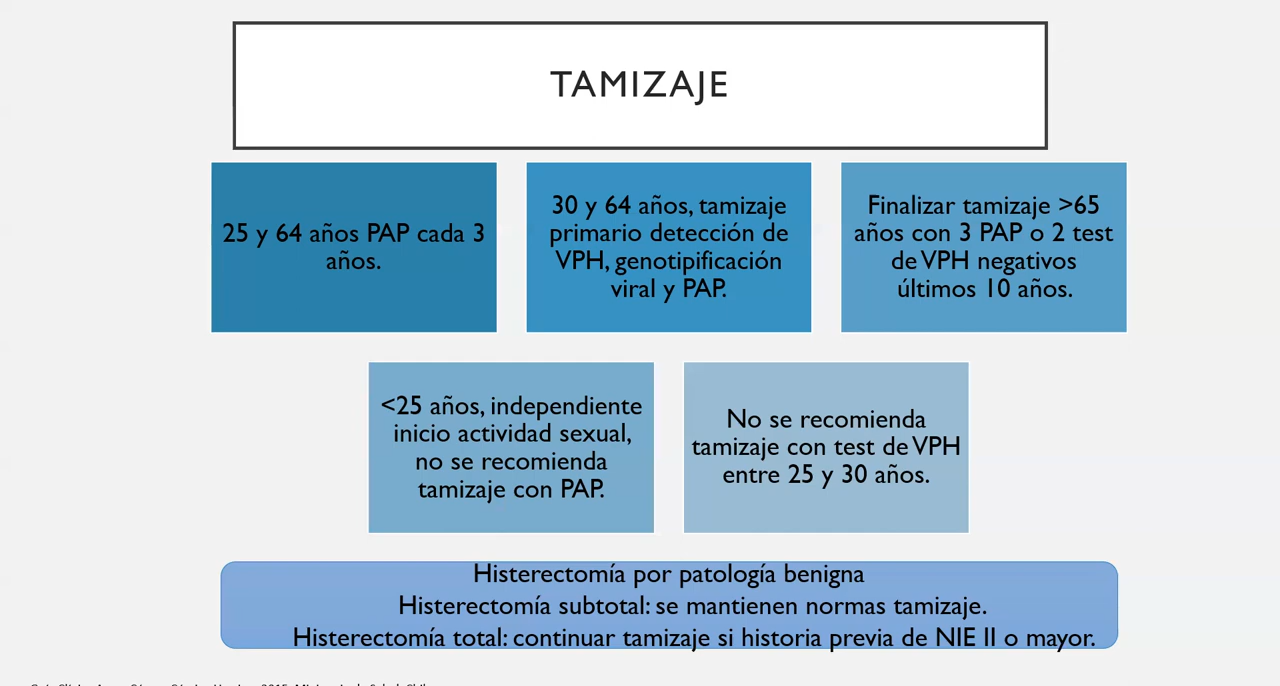 TAMIZAJE
25 y 64 años PAP cada 3
años.
30 y 64 años, tamizaje
primario detección de
VPH, genotipificación
viral y PAP.
Finalizar tamizaje >65
años con 3 PAP o 2 test
de VPH negativos
últimos 10 años.
<25 años, independiente
inicio actividad sexual,
no se recomienda
tamizaje con PAP.
No se recomienda
tamizaje con test de VPH
entre 25 y 30 años.
Histerectomía por patología benigna
Histerectomía subtotal: se mantienen normas tamizaje.
Histerectomía total: continuar tamizaje si historia previa de NIE II o mayor.